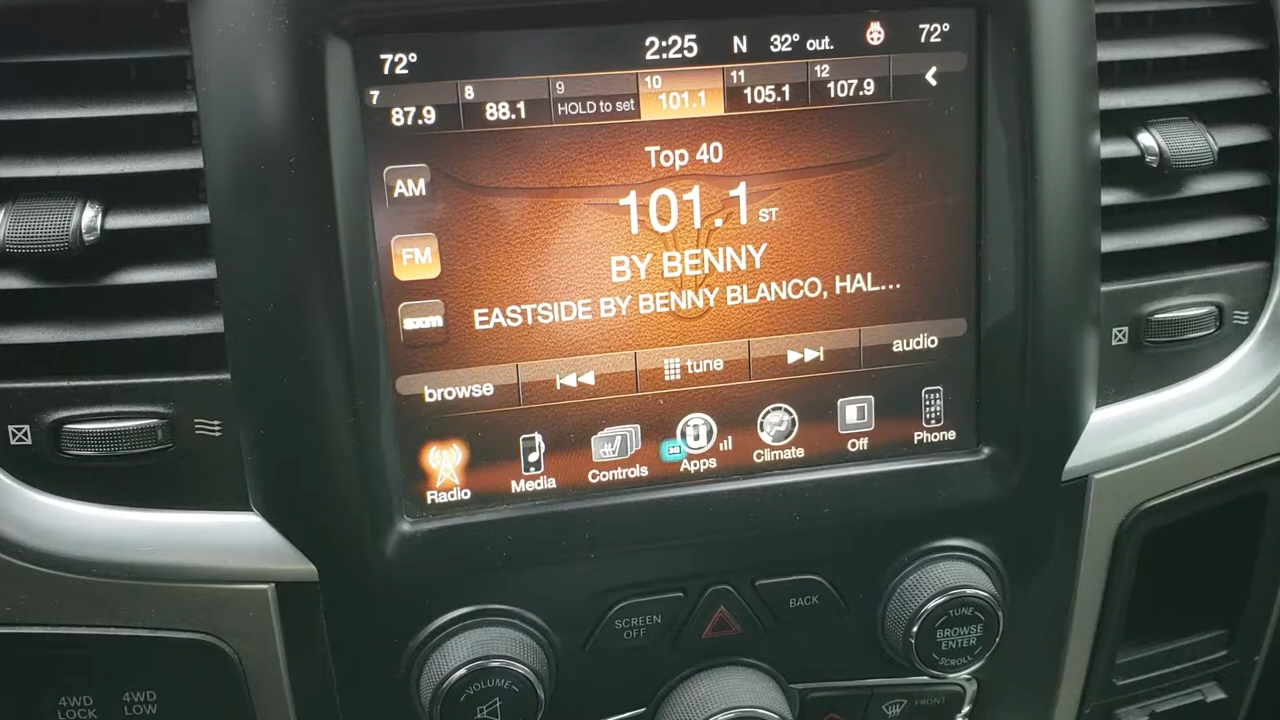 72° 2:25 N 32° out. 72°
7 87.9 8 88.1 9 HOLD to set 10 101.1 11 105.1 12 107.9
Top 40
AM
101.1 ST
FM
BY BENNY
EASTSIDE BY BENNY BLANCO, HAL...
sxm
browse tune audio
Radio Media Controls 3G Apps Climate Off Phone
SCREEN OFF
BACK
TUNE
BROWSE
ENTER
SCROLL
VOLUME
4WD LOCK
4WD LOW
FRONT